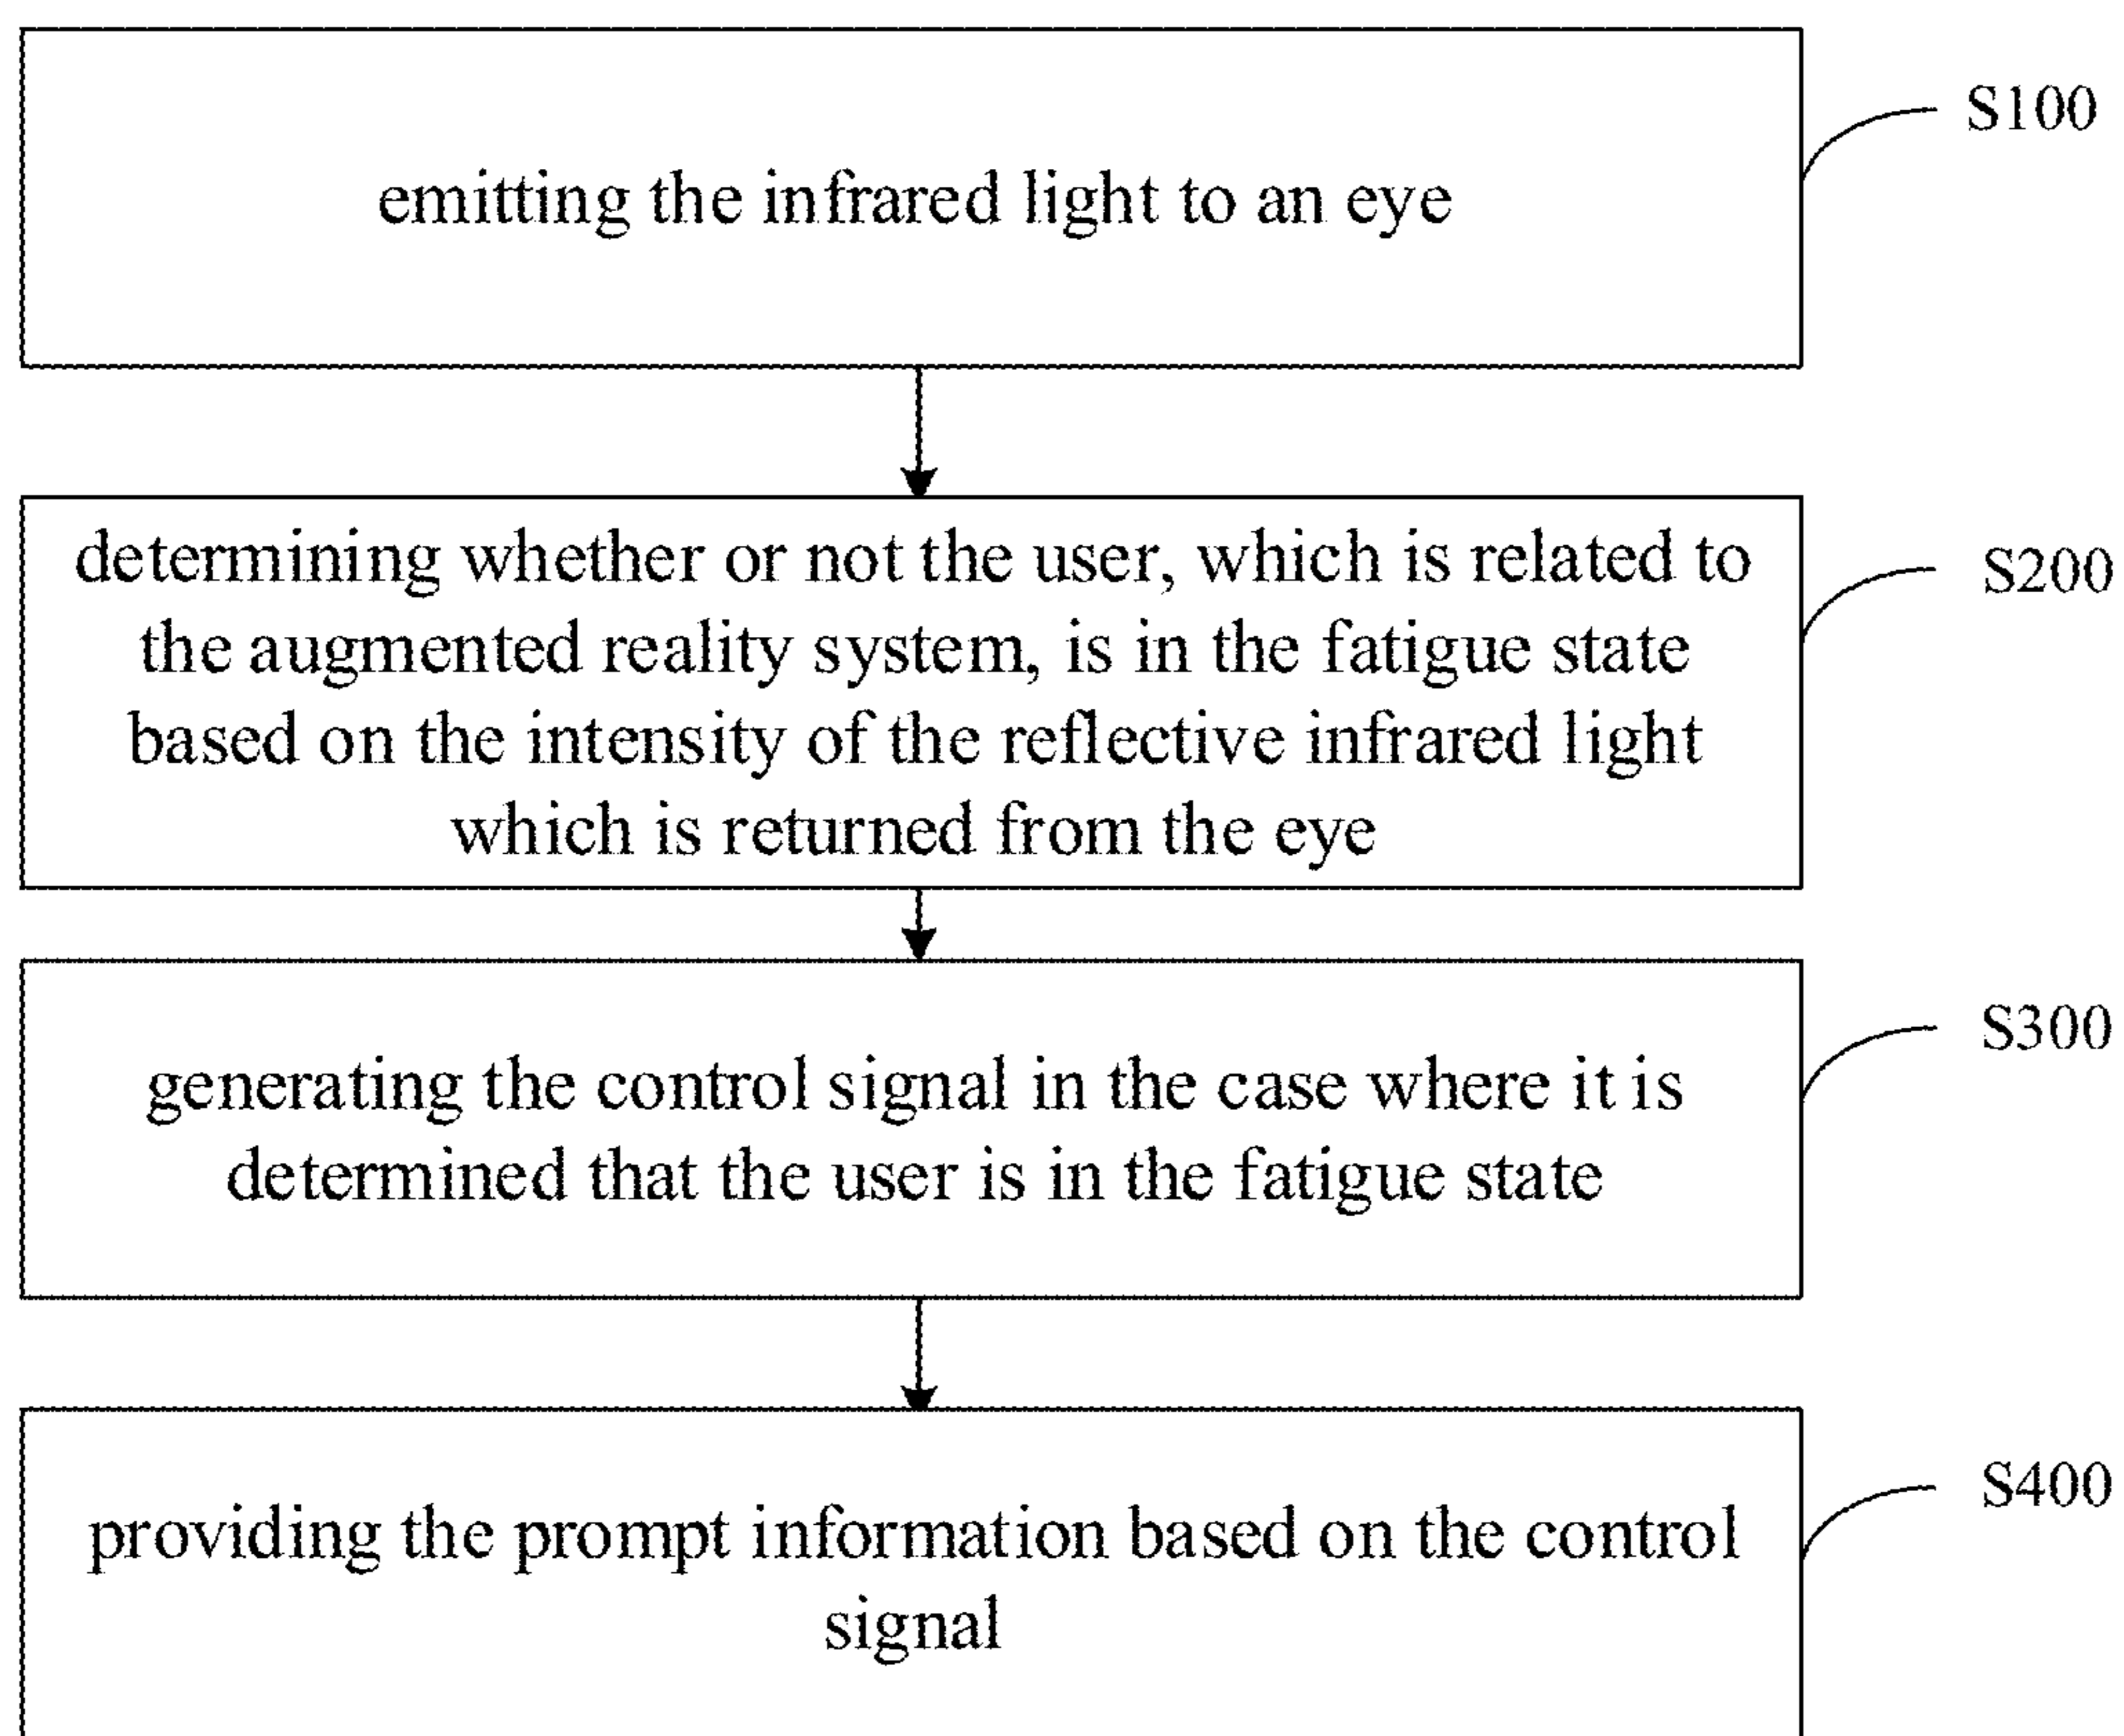 S100
emitting the infrared light to an eye
determining whether or not the user, which is related to
S200
the augmented reality system, is in the fatigue state
based on the intensity of the reflective infrared light
which is returned from the eye
S300
generating the control signal in the case where it is
determined that the user is in the fatigue state
S400
providing the prompt information based on the control
signal